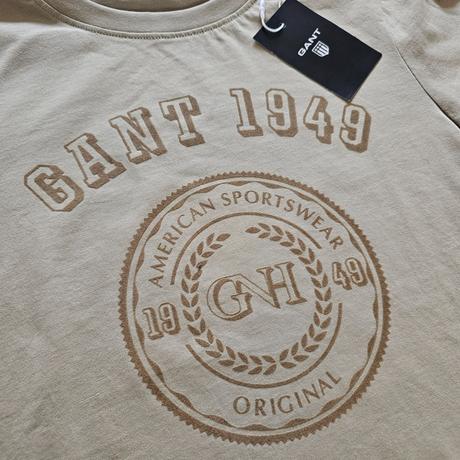 GANT
GANT 1949
AMERICAN SPORTSWEAR
19 GNH 49
ORIGINAL